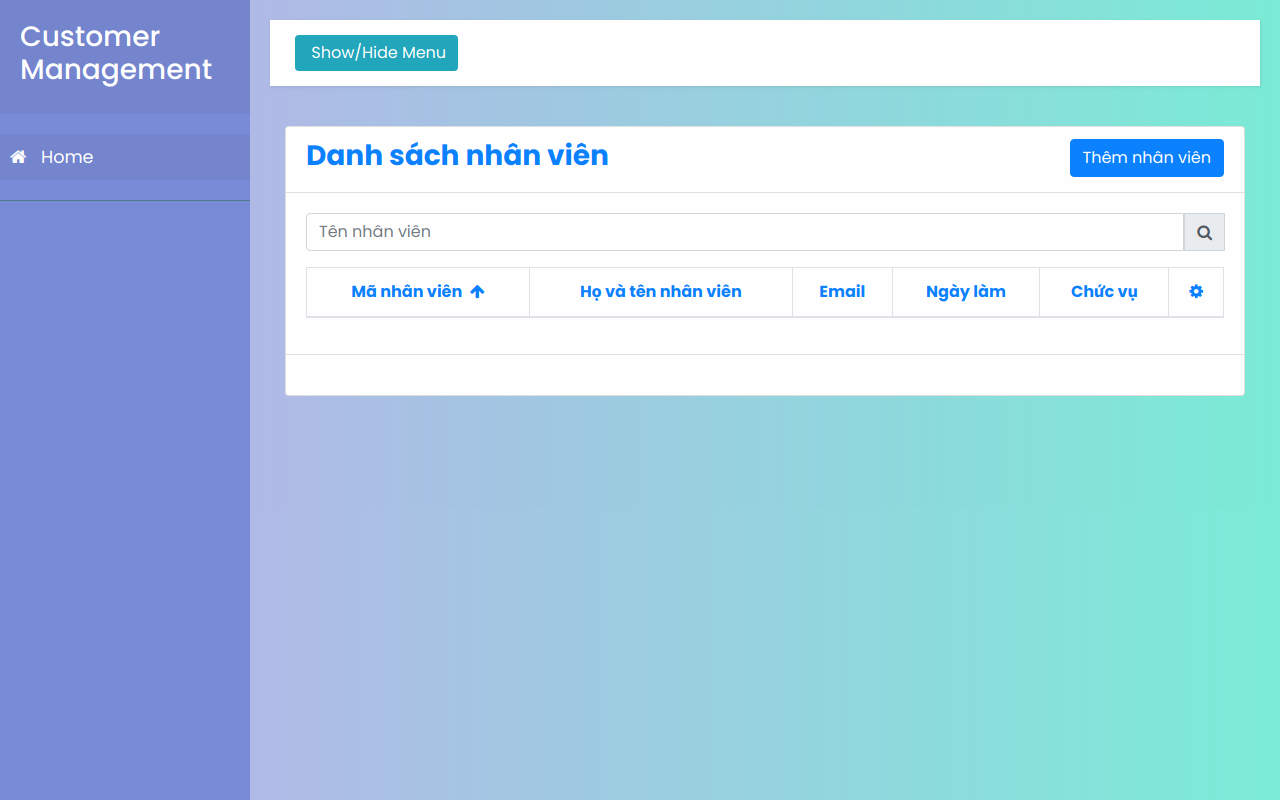 Customer
Management
Home
Show/Hide Menu
Danh sách nhân viên
Thêm nhân viên
Tên nhân viên
Mã nhân viên Họ và tên nhân viên Email Ngày làm Chức vụ